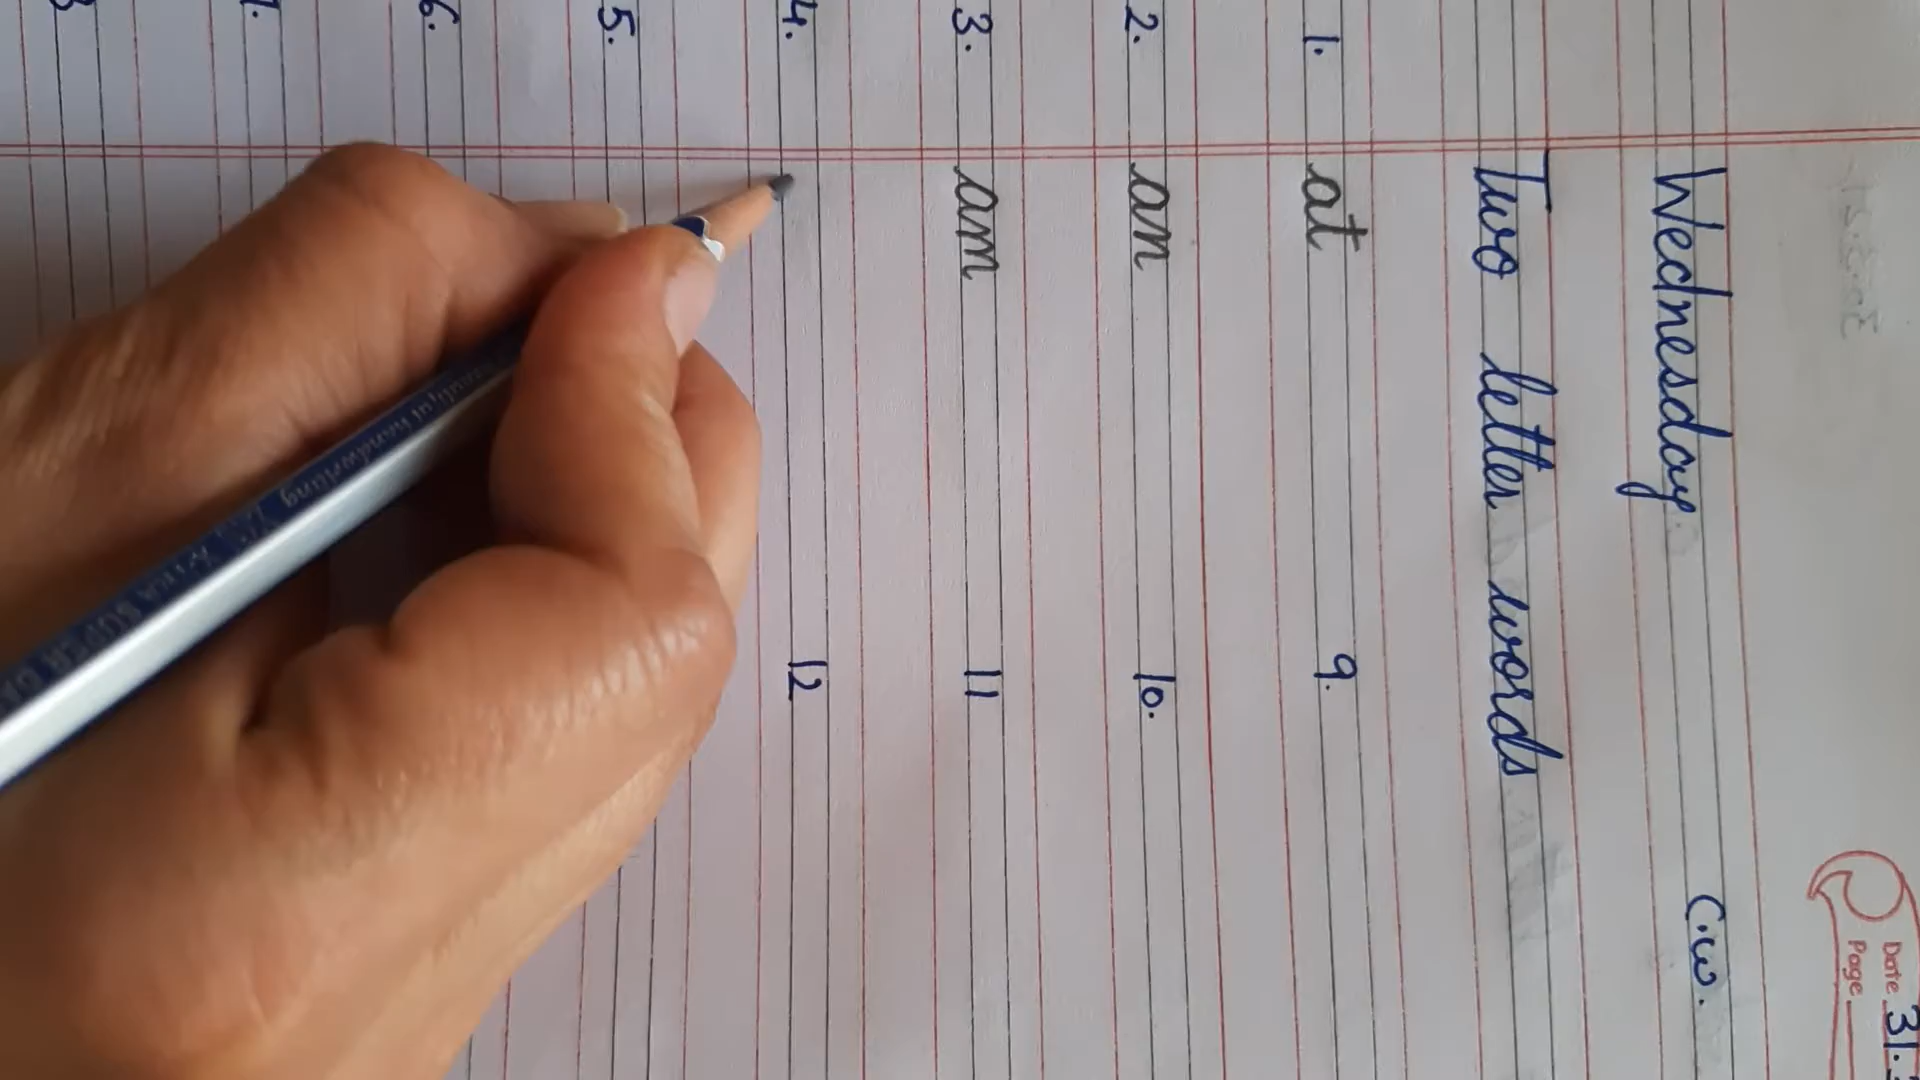 Date 31.
Page
Wednesday C.W.
Two letter words
1. at 9.
2. an 10.
3. am 11
4. 12
5.
6.
7.